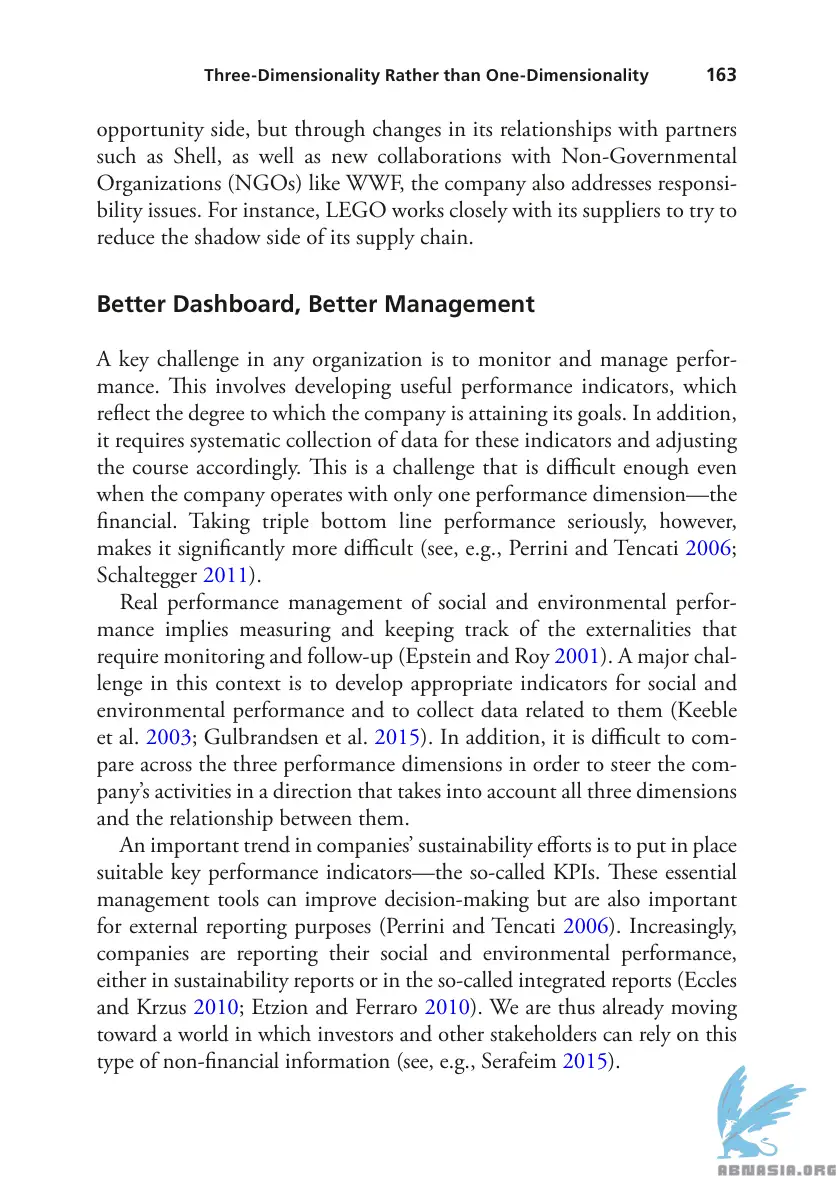 Three-Dimensionality Rather than One-Dimensionality 163
opportunity side, but through changes in its relationships with partners
such as Shell, as well as new collaborations with Non-Governmental
Organizations (NGOs) like WWF, the company also addresses responsi-
bility issues. For instance, LEGO works closely with its suppliers to try to
reduce the shadow side of its supply chain.
Better Dashboard, Better Management
A key challenge in any organization is to monitor and manage perfor-
mance. This involves developing useful performance indicators, which
reflect the degree to which the company is attaining its goals. In addition,
it requires systematic collection of data for these indicators and adjusting
the course accordingly. This is a challenge that is difficult enough even
when the company operates with only one performance dimension—the
financial. Taking triple bottom line performance seriously, however,
makes it significantly more difficult (see, e.g., Perrini and Tencati 2006;
Schaltegger 2011).
Real performance management of social and environmental perfor-
mance implies measuring and keeping track of the externalities that
require monitoring and follow-up (Epstein and Roy 2001). A major chal-
lenge in this context is to develop appropriate indicators for social and
environmental performance and to collect data related to them (Keeble
et al. 2003; Gulbrandsen et al. 2015). In addition, it is difficult to com-
pare across the three performance dimensions in order to steer the com-
pany’s activities in a direction that takes into account all three dimensions
and the relationship between them.
An important trend in companies’ sustainability efforts is to put in place
suitable key performance indicators—the so-called KPIs. These essential
management tools can improve decision-making but are also important
for external reporting purposes (Perrini and Tencati 2006). Increasingly,
companies are reporting their social and environmental performance,
either in sustainability reports or in the so-called integrated reports (Eccles
and Krzus 2010; Etzion and Ferraro 2010). We are thus already moving
toward a world in which investors and other stakeholders can rely on this
type of non-financial information (see, e.g., Serafeim 2015).
ABNASIA.ORG